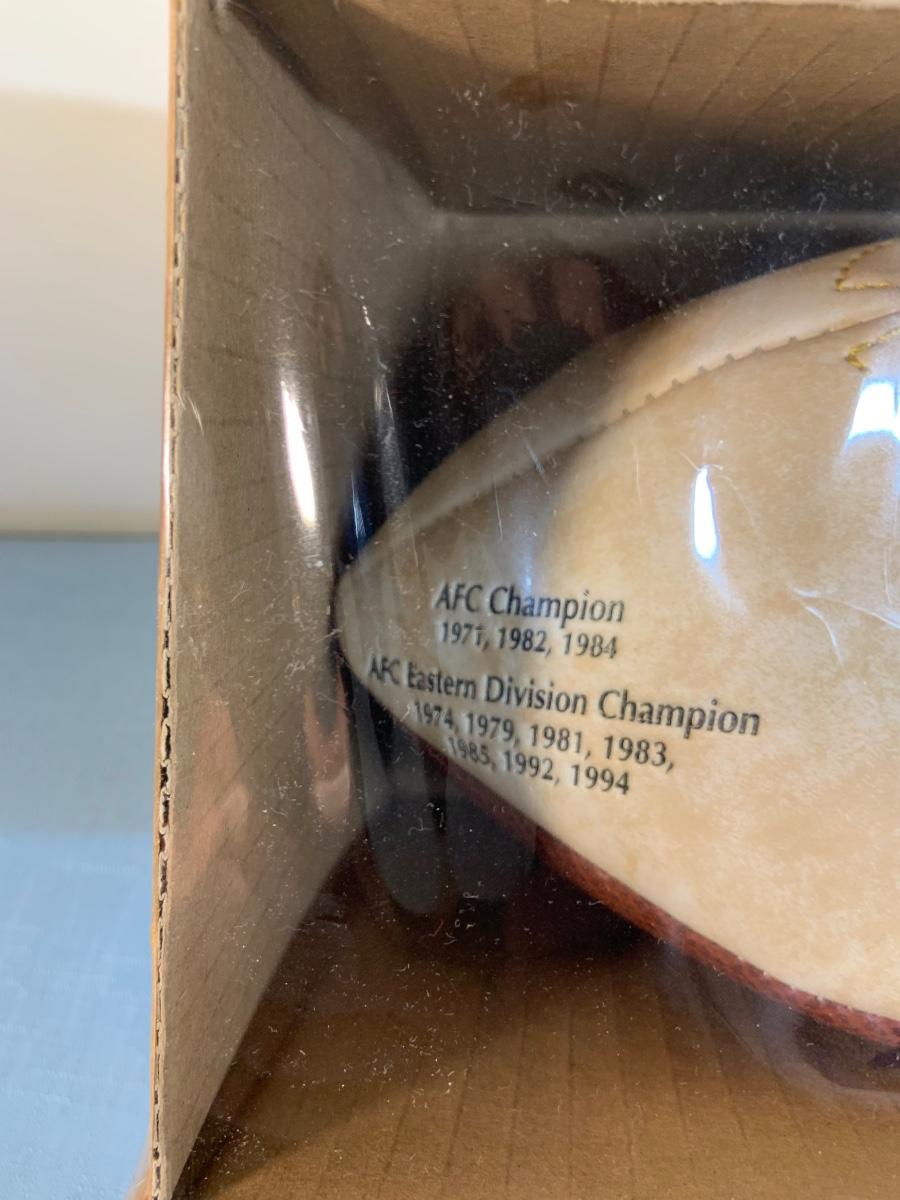 AFC Champion
1971, 1982, 1984
AFC Eastern Division Champion
1974, 1979, 1981, 1983,
1985, 1992, 1994